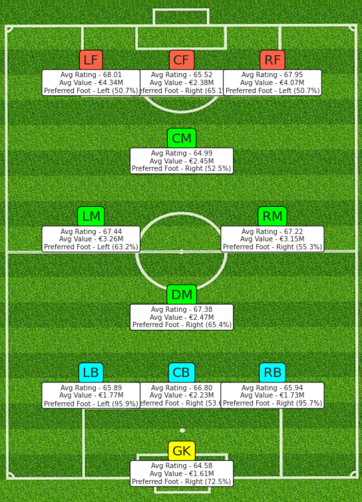 LF
CF
RF
Avg Rating - 68.01
Avg Value - €4.34M
Preferred Foot - Left (50.7%)
Avg Rating - 65.52
Avg Value - €2.38M
Foot - Right
Avg Rating - 67.95
Avg Value - €4.07M
Preferred Foot - Left (50.7%)
CM
Avg Rating - 64.99
Avg Value - €2.45M
Preferred Foot - Right (52.5%)
LM
RM
Avg Rating - 67.44
Avg Value - €3.26M
Preferred Foot - Left (63.2%)
Avg Rating - 67.22
Avg Value - €3.15M
Preferred Foot - Right (55.3%)
DM
Avg Rating - 67.38
Avg Value - €2.47M
Preferred Foot - Right (65.4%)
LB
CB
RB
Avg Rating - 65.89
Avg Value - €1.77M
Preferred Foot - Left (95.9%)
Avg Rating - 66.80
Avg Value - €2.23M
Foot - Right
Avg Rating - 65.94
Avg Value - €1.73M
Preferred Foot - Right (95.7%)
GK
Avg Rating - 64.58
Avg Value - €1.61M
Preferred Foot - Right (72.5%)